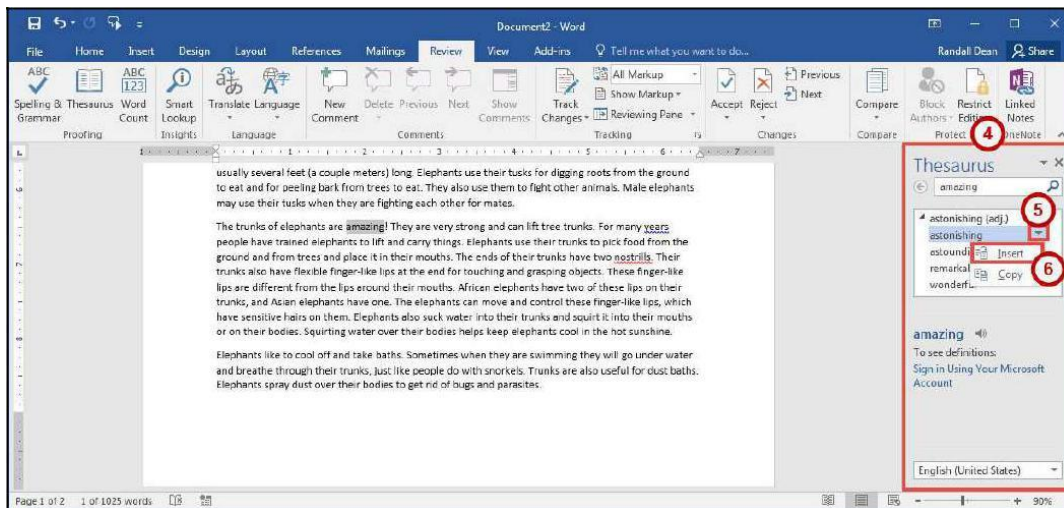 Document2 - Word
File Home Insert Design Layout References Mailings Review View Add-ins Tell me what you want to do... Randall Dean Share
ABC
Spelling & Grammar
Thesaurus
ABC 123
Word Count
Proofing
Smart Lookup
Insights
Translate Language
Language
New Comment
Delete Previous Next
Show Comments
Comments
Track Changes
All Markup
Show Markup
Reviewing Pane
Tracking
Accept Reject
Previous
Next
Changes
Compare
Compare
Block Authors
Restrict
Protect
Linked Notes
OneNote
4
1 1 2 3 4 5 6 7
usually several feet (a couple meters) long. Elephants use their tusks for digging roots from the ground
to eat and for peeling bark from trees to eat. They also use them to fight other animals. Male elephants
may use their tusks when they are fighting each other for mates.
The trunks of elephants are amazing! They are very strong and can lift tree trunks. For many years
people have trained elephants to lift and carry things. Elephants use their trunks to pick food from the
ground and from trees and place it in their mouths. The ends of their trunks have two nostrills. Their
trunks also have flexible finger-like lips at the end for touching and grasping objects. These finger-like
lips are different from the lips around their mouths. African elephants have two of these lips on their
trunks, and Asian elephants have one. The elephants can move and control these finger-like lips, which
have sensitive hairs on them. Elephants also suck water into their trunks and squirt it into their mouths
or on their bodies. Squirting water over their bodies helps keep elephants cool in the hot sunshine.
Elephants like to cool off and take baths. Sometimes when they are swimming they will go under water
and breathe through their trunks, just like people do with snorkels. Trunks are also useful for dust baths.
Elephants spray dust over their bodies to get rid of bugs and parasites.
Thesaurus
amazing
astonishing (adj.)
5
astonishing
astoundi
Insert
6
remarkal
Copy
wonderf
amazing
To see definitions:
Sign in Using Your Microsoft
Account
English (United States)
Page 1 of 2 1 of 1025 words 90%